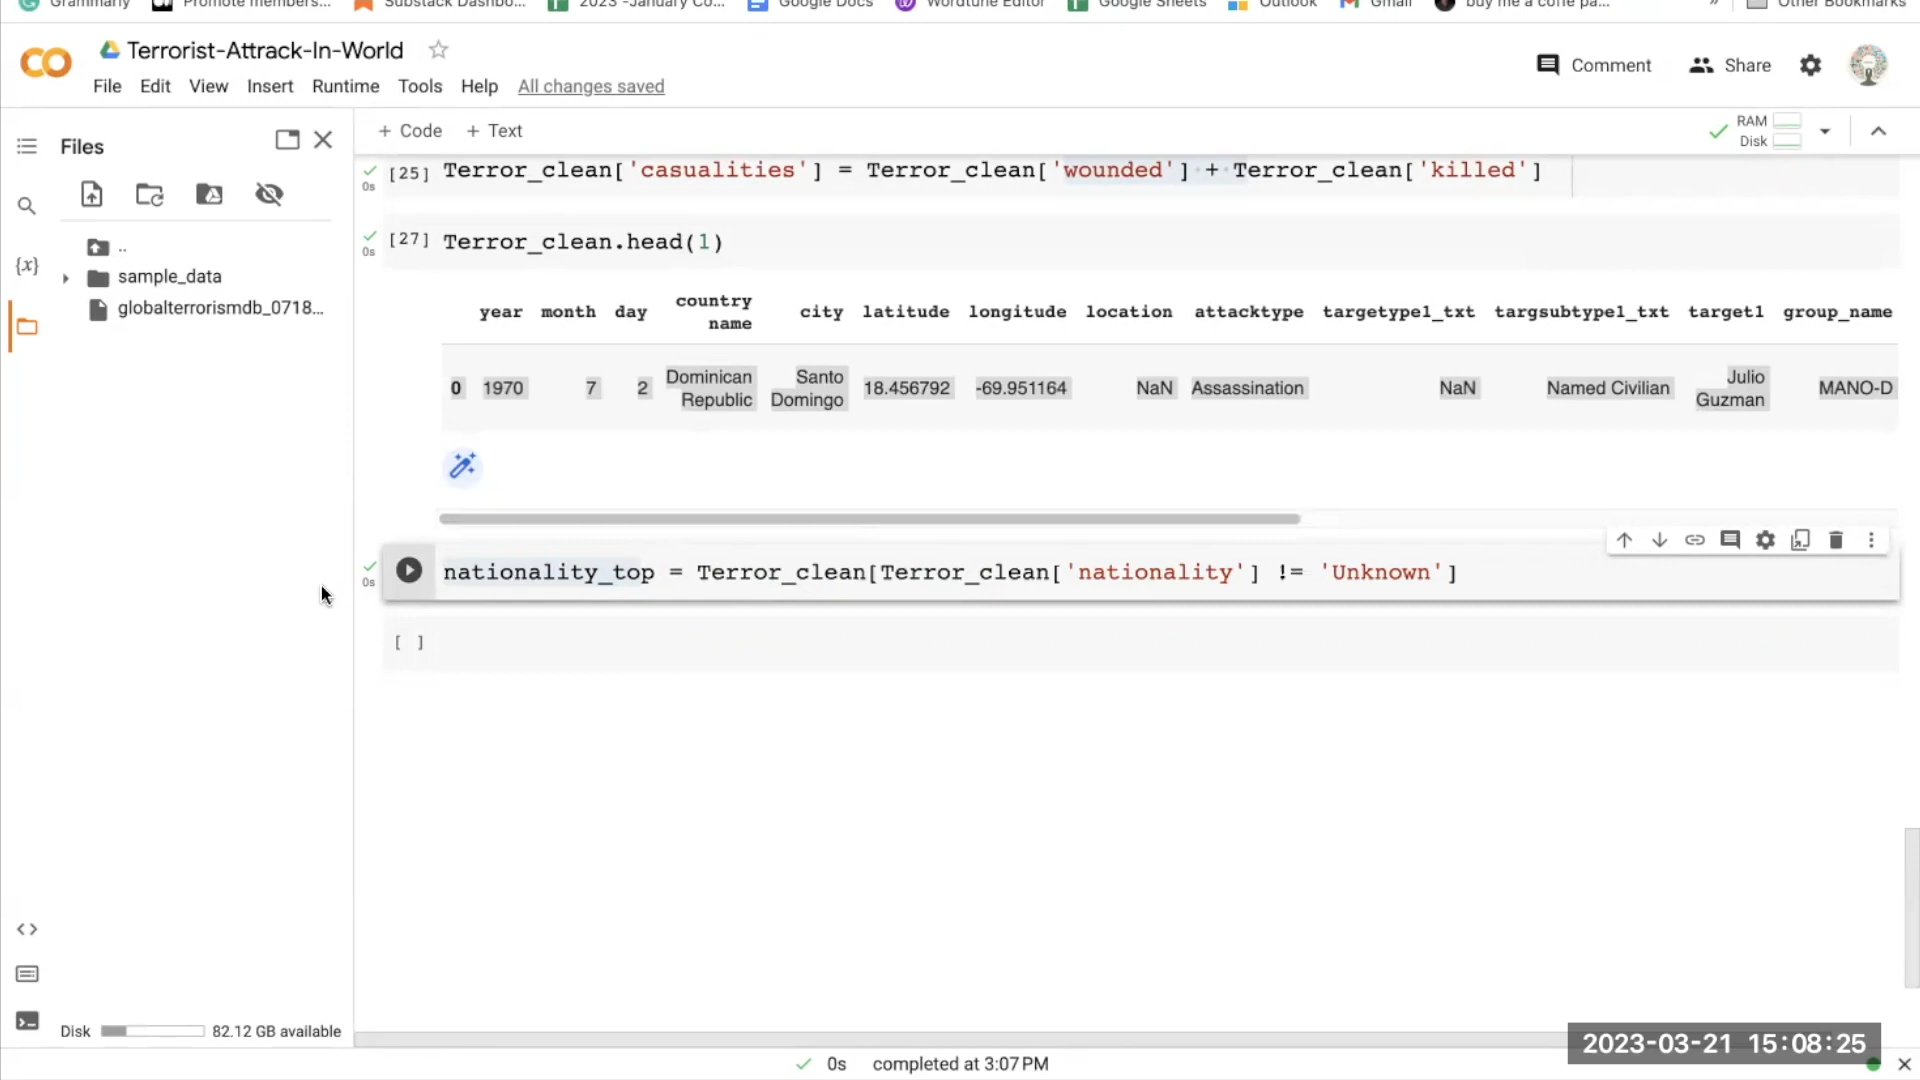 Grammarly Promote members... Substack Dashbo... 2023 -January Co... Google Docs Wordtune Editor Google Sheets Outlook Gmail buy me a coffe pa... » Other Bookmarks
Terrorist-Attrack-In-World
Comment Share
File Edit View Insert Runtime Tools Help All changes saved
Files
+ Code + Text
RAM
Disk
[25] Terror_clean['casualities'] = Terror_clean['wounded'] + Terror_clean['killed']
0s
[27] Terror_clean.head(1)
0s
..
sample_data
globalterrorismdb_0718...
{x}
year month day country name city latitude longitude location attacktype targetype1_txt targsubtype1_txt target1 group_name
0 1970 7 2 Dominican Republic Santo Domingo 18.456792 -69.951164 NaN Assassination NaN Named Civilian Julio Guzman MANO-D
nationality_top = Terror_clean[Terror_clean['nationality'] != 'Unknown']
0s
[ ]
<>
Disk 82.12 GB available
2023-03-21 15:08:25
0s completed at 3:07 PM